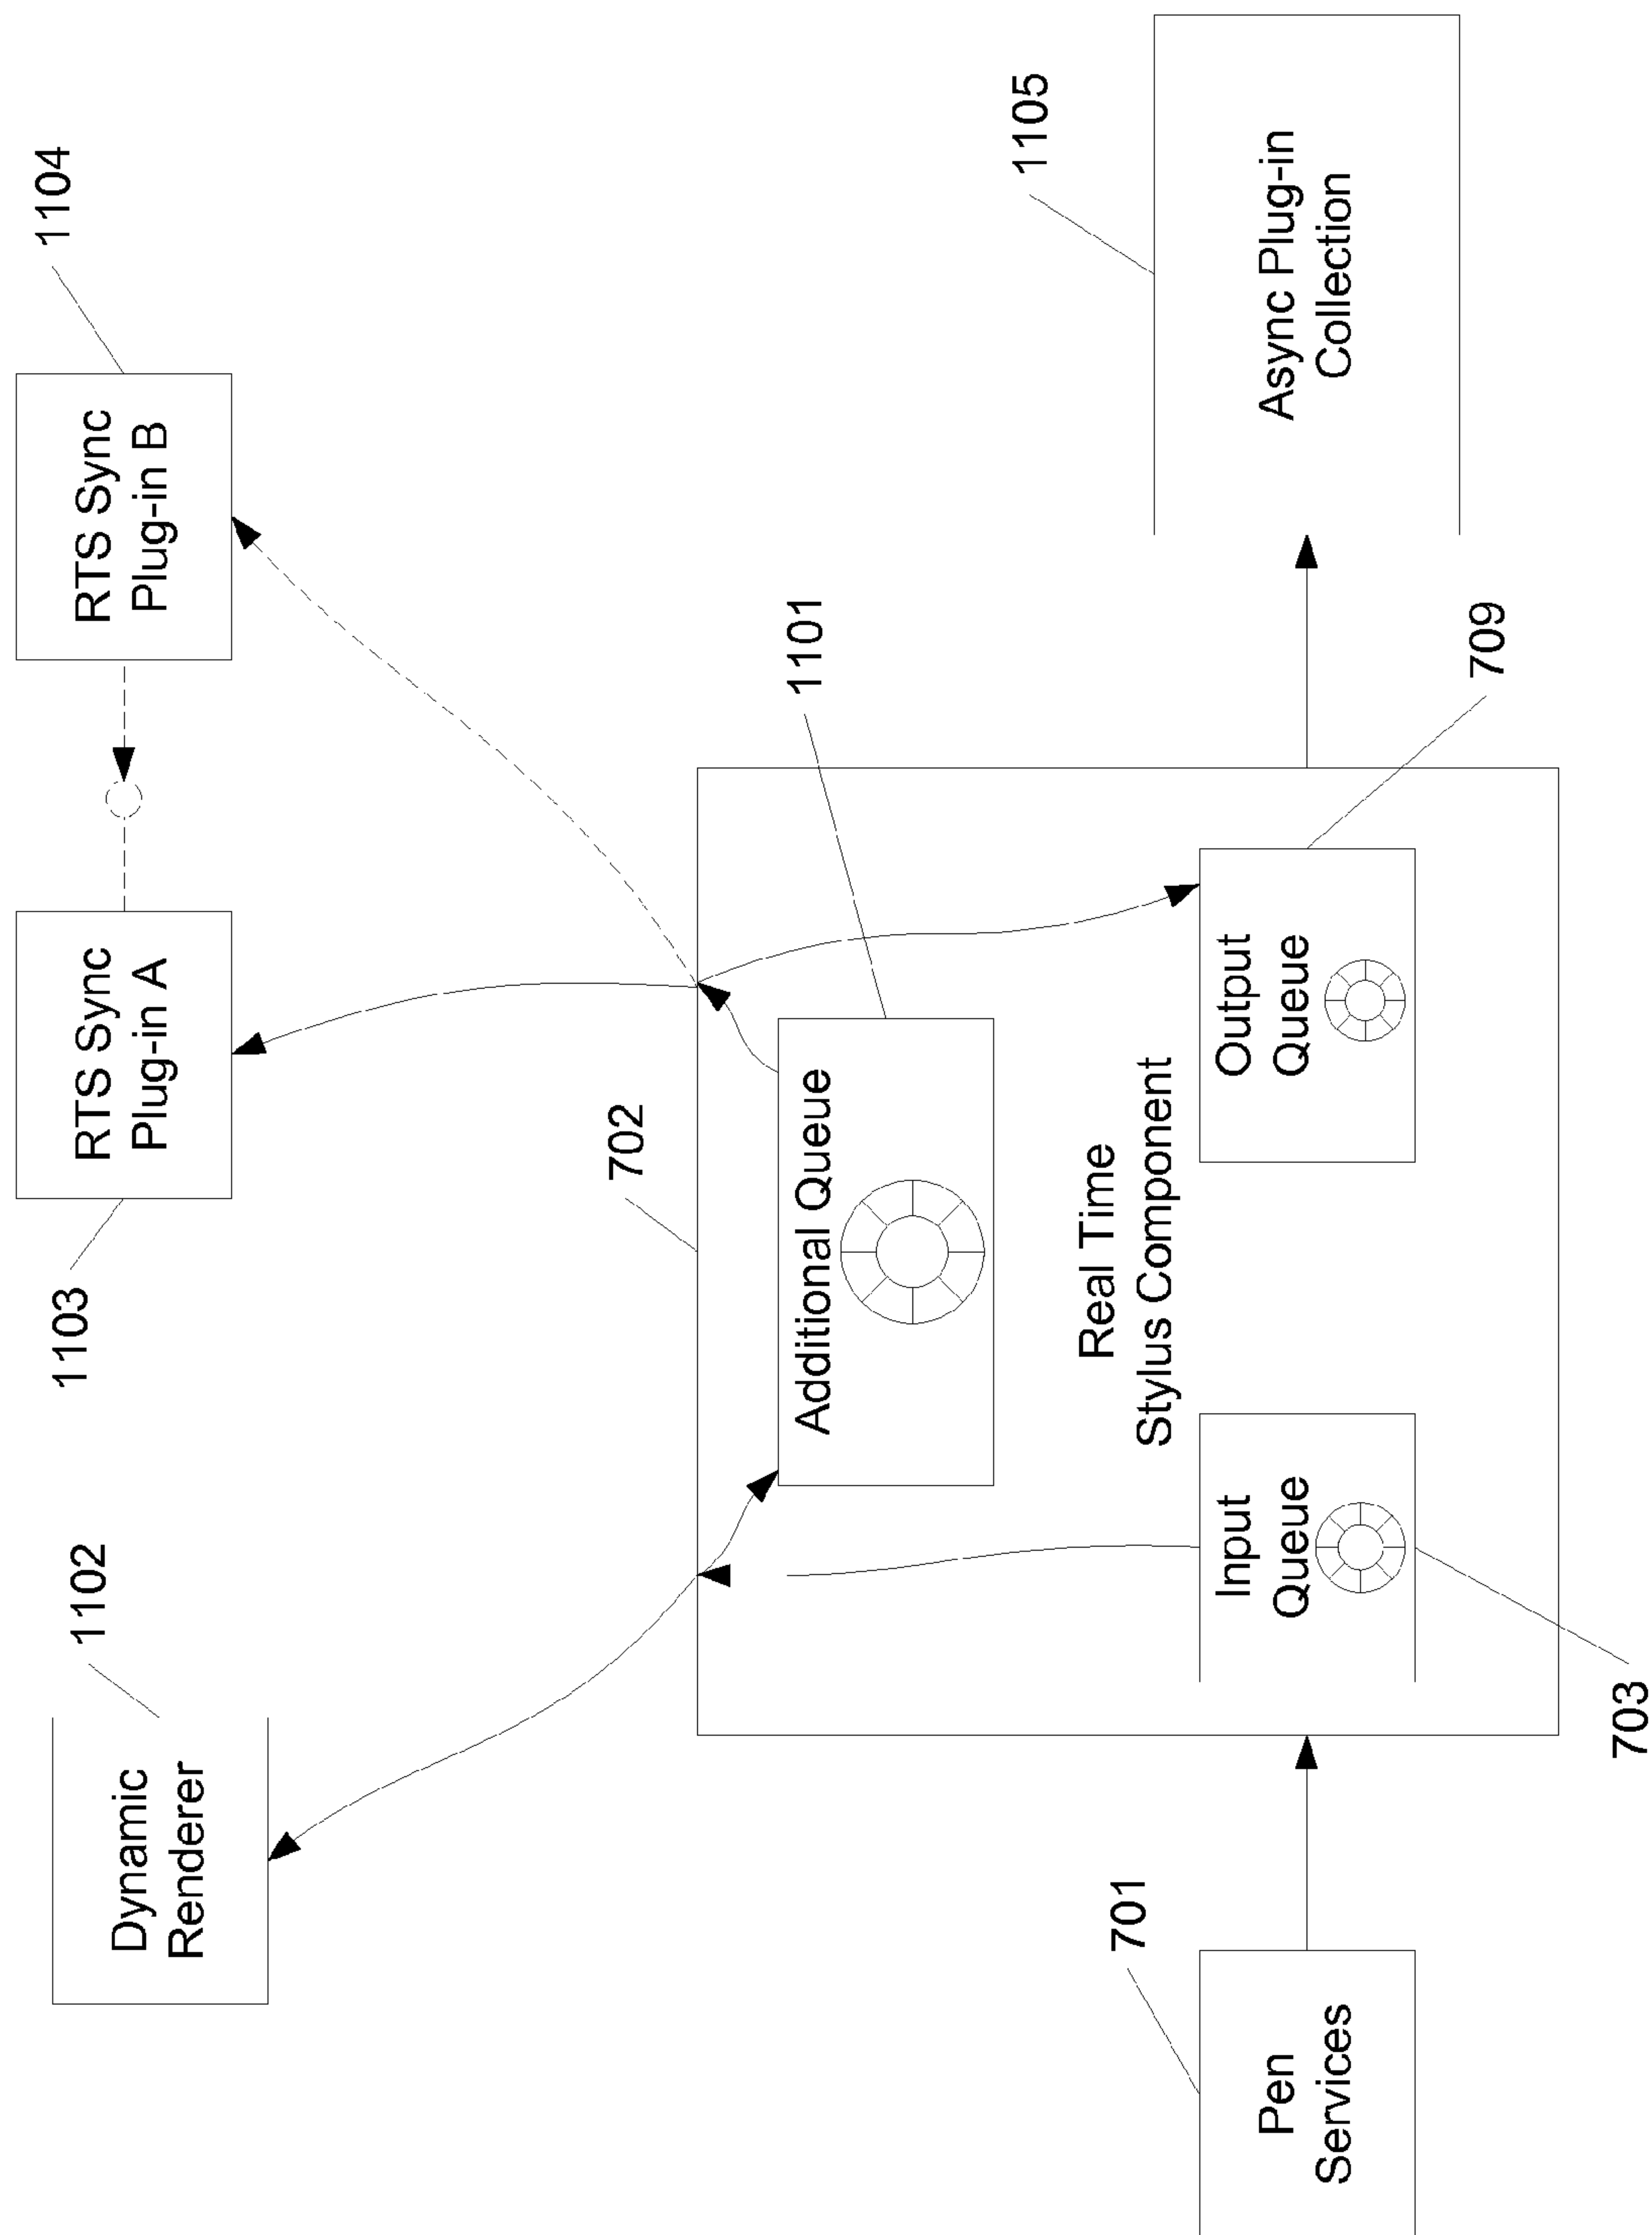 1102
Dynamic
Renderer
1103
RTS Sync
Plug-in A
RTS Sync
Plug-in B
1104
702
1101
Additional Queue
Real Time
Stylus Component
701
Pen
Services
Input
Queue
703
Output
Queue
709
1105
Async Plug-in
Collection